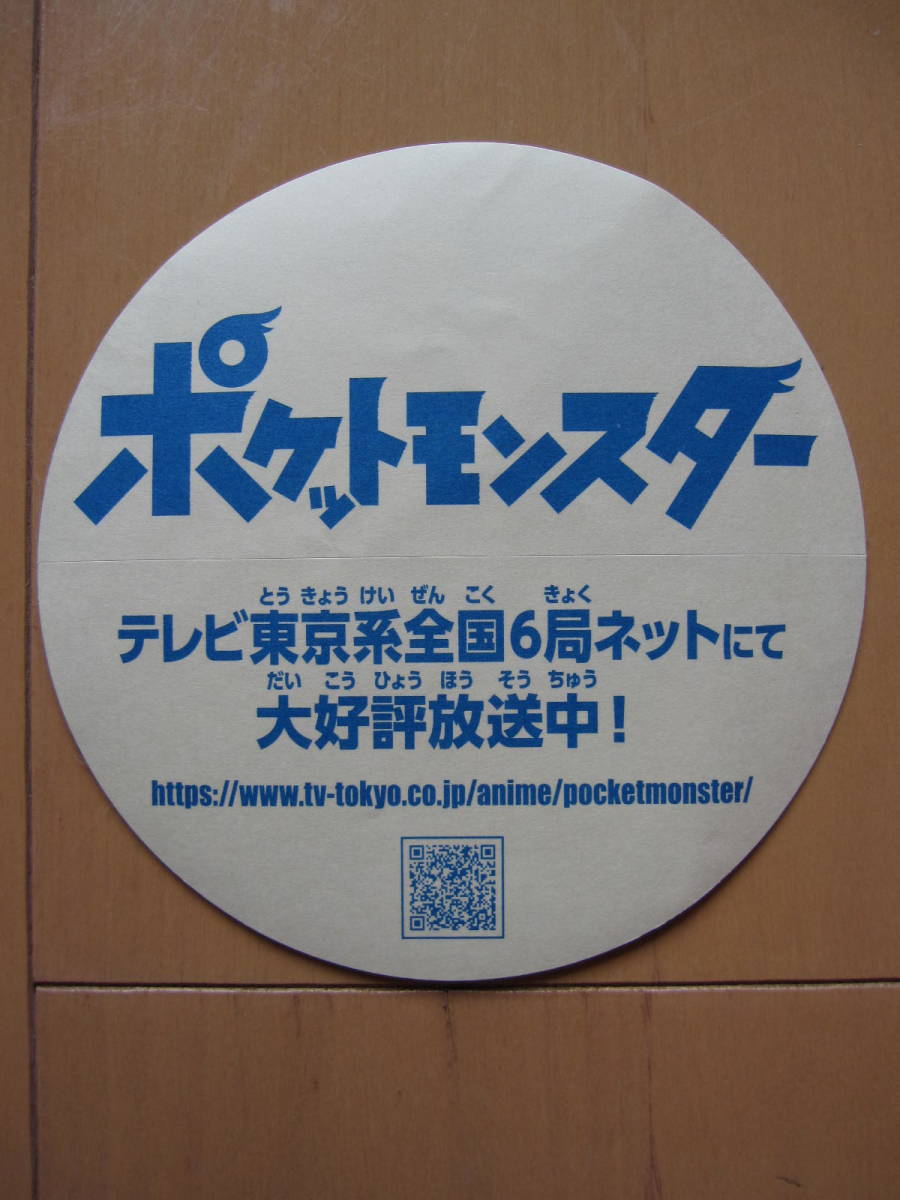 ポケットモンスター
とうきょうけいぜんこく きょく
テレビ東京系全国6局ネットにて
だいこうひょうほうそうちゅう
大好評放送中!
https://www.tv-tokyo.co.jp/anime/pocketmonster/